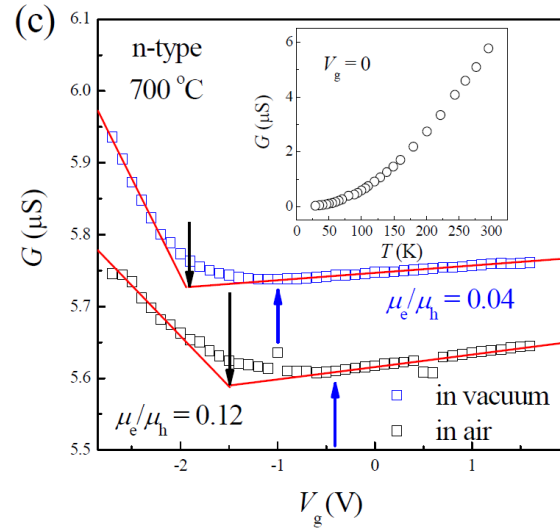 (c)
n-type
700 °C
V_g = 0
G (μS)
6
4
2
0
0 50 100 150 200 250 300
T (K)
6.1
6.0
5.9
5.8
5.7
5.6
5.5
G (μS)
μ_e/μ_h = 0.04
μ_e/μ_h = 0.12
in vacuum
in air
-2 -1 0 1
V_g (V)